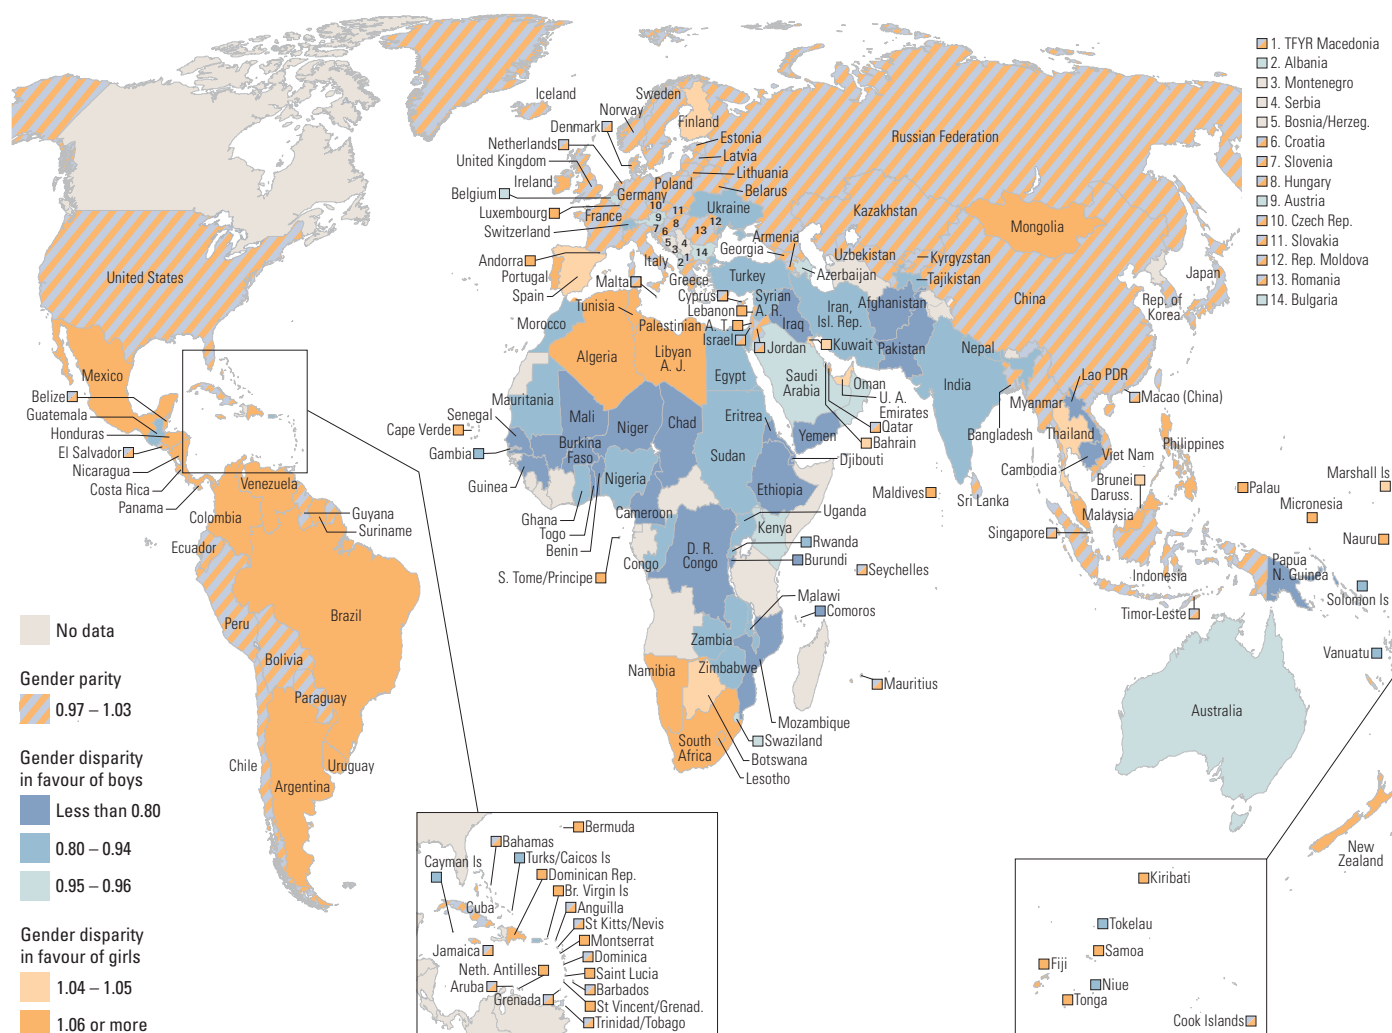 1. TFYR Macedonia
2. Albania
3. Montenegro
4. Serbia
5. Bosnia/Herzeg.
6. Croatia
7. Slovenia
8. Hungary
9. Austria
10. Czech Rep.
11. Slovakia
12. Rep. Moldova
13. Romania
14. Bulgaria
Iceland
Sweden
Norway
Finland
Denmark
Netherlands
United Kingdom
Ireland
Belgium
Luxembourg
Switzerland
Germany
Poland
France
Estonia
Latvia
Lithuania
Belarus
Ukraine
Russian Federation
10
11
9
8
12
7
6
13
5
4
3
1
14
2
Andorra
Portugal
Spain
Italy
Malta
Greece
Cyprus
Lebanon
Palestinian A. T.
Israel
Turkey
Syrian
A. R.
Iraq
Jordan
Kuwait
Georgia
Armenia
Azerbaijan
Kazakhstan
Uzbekistan
Kyrgyzstan
Tajikistan
Iran,
Isl. Rep.
Afghanistan
Pakistan
Mongolia
China
Japan
Rep. of
Korea
Nepal
India
Lao PDR
Myanmar
Macao (China)
Bangladesh
Thailand
Viet Nam
Cambodia
Philippines
Brunei
Daruss.
Malaysia
Singapore
Indonesia
Sri Lanka
Maldives
Timor-Leste
Papua
N. Guinea
Palau
Marshall Is
Micronesia
Nauru
Solomon Is
Vanuatu
Australia
New
Zealand
United States
Mexico
Belize
Guatemala
Honduras
El Salvador
Nicaragua
Costa Rica
Panama
Venezuela
Colombia
Guyana
Suriname
Ecuador
Peru
Brazil
Bolivia
Paraguay
Chile
Uruguay
Argentina
Morocco
Tunisia
Algeria
Libyan
A. J.
Egypt
Saudi
Arabia
Oman
U. A.
Emirates
Qatar
Bahrain
Yemen
Djibouti
Mauritania
Mali
Niger
Chad
Sudan
Eritrea
Senegal
Cape Verde
Gambia
Guinea
Burkina
Faso
Nigeria
Ghana
Togo
Benin
Cameroon
Ethiopia
Uganda
Kenya
Congo
D. R.
Congo
Rwanda
Burundi
S. Tome/Principe
Seychelles
Malawi
Comoros
Zambia
Zimbabwe
Namibia
Mauritius
Mozambique
Swaziland
Botswana
Lesotho
South
Africa
No data
Gender parity
0.97 – 1.03
Gender disparity
in favour of boys
Less than 0.80
0.80 – 0.94
0.95 – 0.96
Gender disparity
in favour of girls
1.04 – 1.05
1.06 or more
Bermuda
Bahamas
Turks/Caicos Is
Cayman Is
Dominican Rep.
Br. Virgin Is
Cuba
Anguilla
St Kitts/Nevis
Montserrat
Jamaica
Dominica
Neth. Antilles
Saint Lucia
Aruba
Barbados
Grenada
St Vincent/Grenad.
Trinidad/Tobago
Kiribati
Tokelau
Samoa
Fiji
Niue
Tonga
Cook Islands